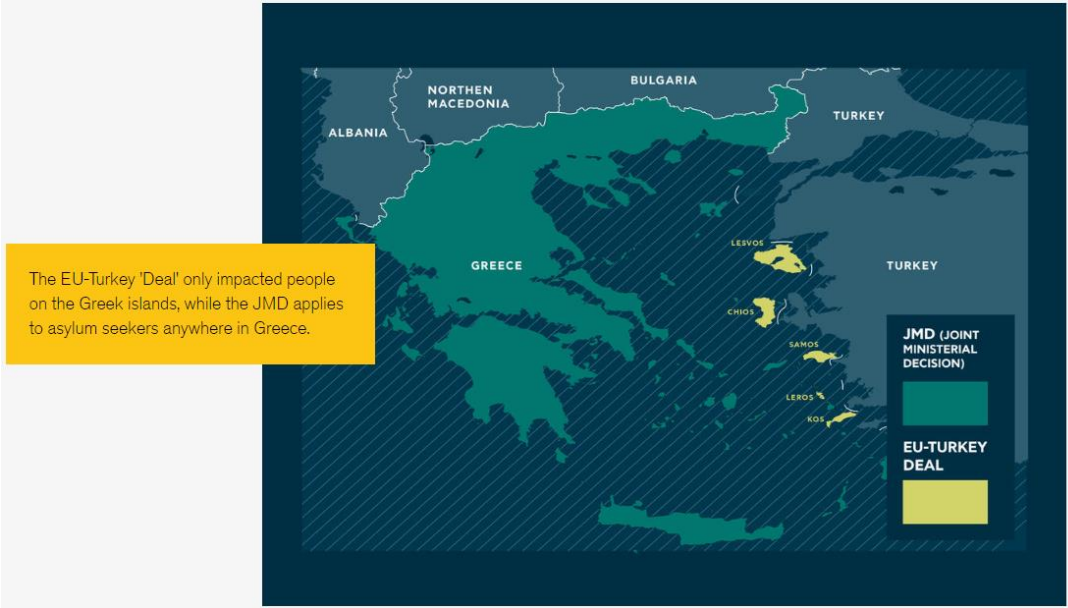 NORTHEN
MACEDONIA
BULGARIA
ALBANIA
TURKEY
The EU-Turkey 'Deal' only impacted people
on the Greek islands, while the JMD applies
to asylum seekers anywhere in Greece.
GREECE
LESVOS
TURKEY
CHIOS
SAMOS
LEROS
KOS
JMD (JOINT
MINISTERIAL
DECISION)
EU-TURKEY
DEAL